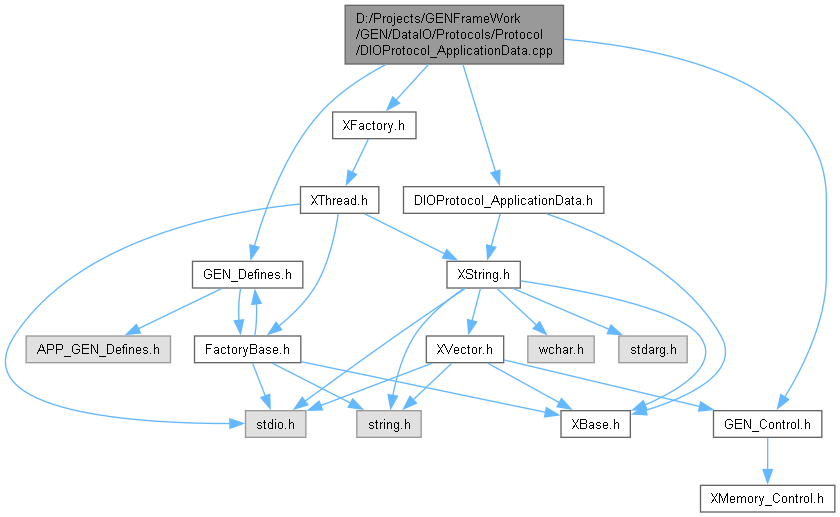 D:/Projects/GENFrameWork
/GEN/DataIO/Protocols/Protocol
/DIOProtocol_ApplicationData.cpp
XFactory.h
XThread.h
DIOProtocol_ApplicationData.h
GEN_Defines.h
XString.h
APP_GEN_Defines.h
FactoryBase.h
XVector.h
wchar.h
stdarg.h
stdio.h
string.h
XBase.h
GEN_Control.h
XMemory_Control.h